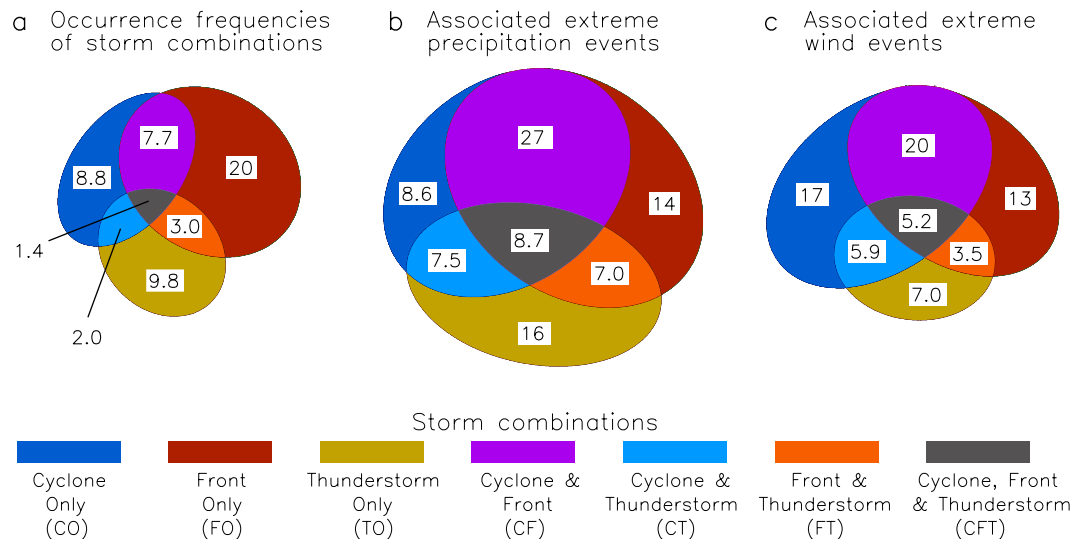 a Occurrence frequencies
of storm combinations
b Associated extreme
precipitation events
c Associated extreme
wind events
7.7
8.8
20
3.0
1.4
9.8
2.0
27
8.6
14
8.7
7.5
7.0
16
20
17
13
5.2
5.9
3.5
7.0
Storm combinations
Cyclone
Only
(CO)
Front
Only
(FO)
Thunderstorm
Only
(TO)
Cyclone &
Front
(CF)
Cyclone &
Thunderstorm
(CT)
Front &
Thunderstorm
(FT)
Cyclone, Front
& Thunderstorm
(CFT)